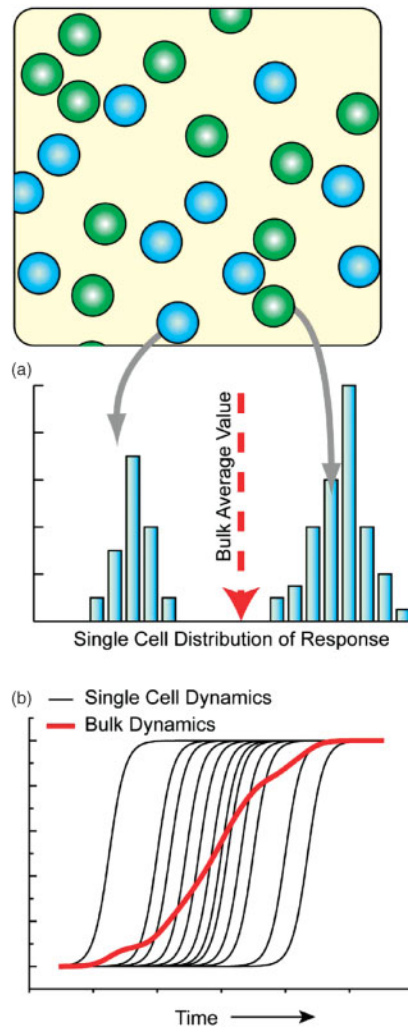 (a)
Bulk Average Value
Single Cell Distribution of Response
(b)
Single Cell Dynamics
Bulk Dynamics
Time